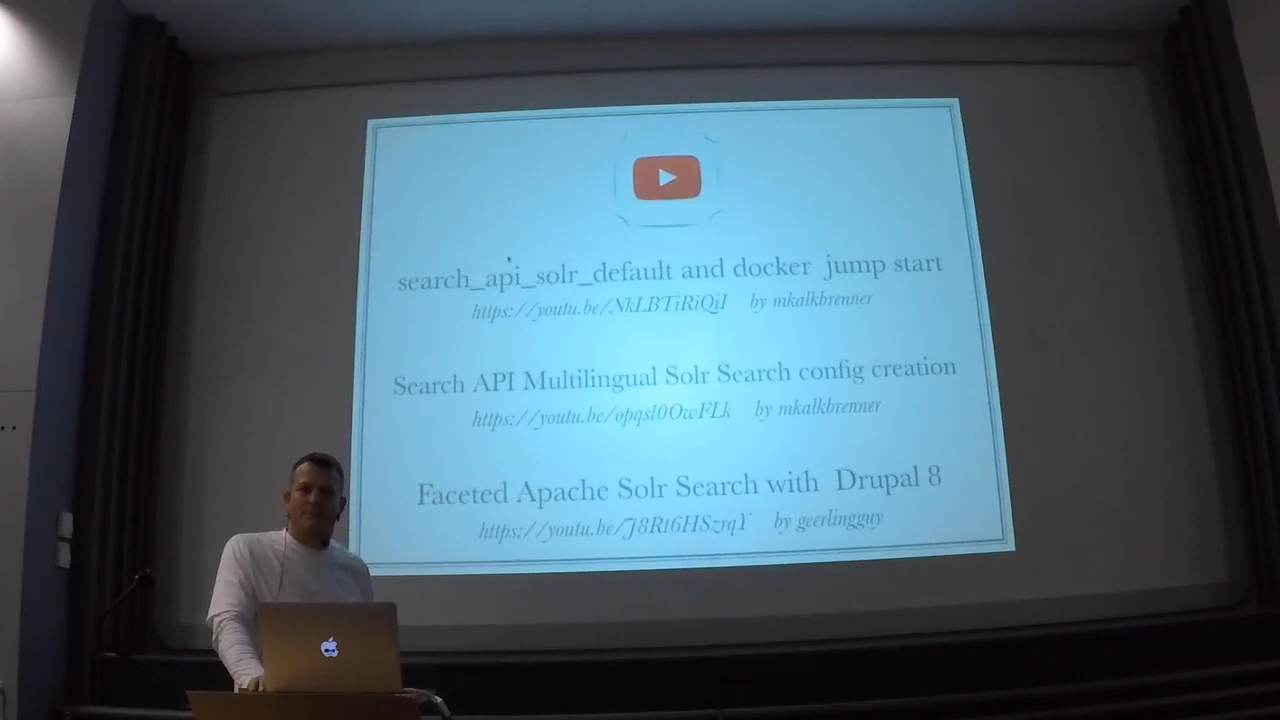 search_api_solr_default and docker jump start
https://youtu.be/NkLBTiRiQiI by mkalkbrenner
Search API Multilingual Solr Search config creation
https://youtu.be/opqsl0OwFLk by mkalkbrenner
Faceted Apache Solr Search with Drupal 8
https://youtu.be/J8Rt6HSzrqY by geerlingguy